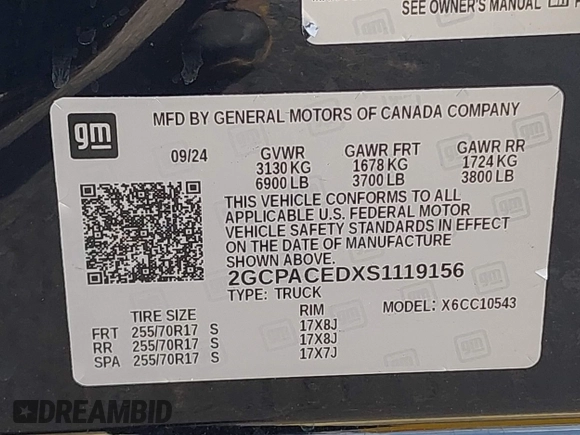 SEE OWNER'S MANUAL
gm
MFD BY GENERAL MOTORS OF CANADA COMPANY
09/24 GVWR GAWR FRT GAWR RR
3130 KG 1678 KG 1724 KG
6900 LB 3700 LB 3800 LB
THIS VEHICLE CONFORMS TO ALL
APPLICABLE U.S. FEDERAL MOTOR
VEHICLE SAFETY STANDARDS IN EFFECT
ON THE DATE OF MANUFACTURE
SHOWN ABOVE.
2GCPACEDXS1119156
TYPE: TRUCK MODEL: X6CC10543
TIRE SIZE RIM
FRT 255/70R17 S 17X8J
RR 255/70R17 S 17X8J
SPA 255/70R17 S 17X7J
DREAMBID